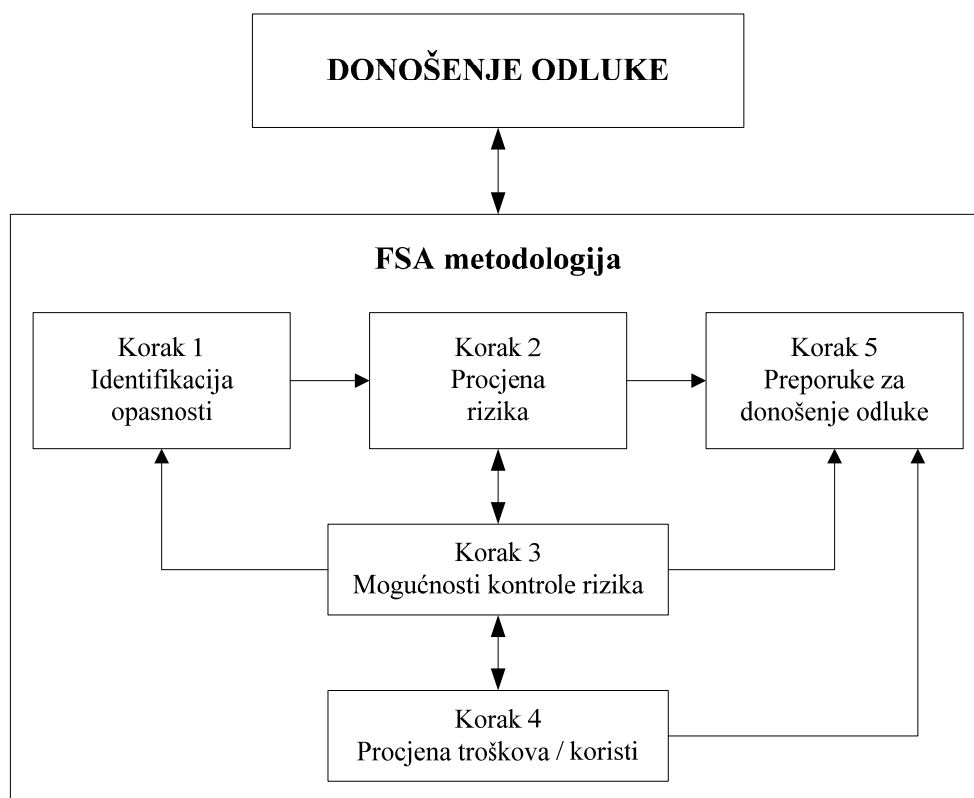 DONOŠENJE ODLUKE
FSA metodologija
Korak 1
Identifikacija
opasnosti
Korak 2
Procjena
rizika
Korak 5
Preporuke za
donošenje odluke
Korak 3
Mogućnosti kontrole rizika
Korak 4
Procjena troškova / koristi